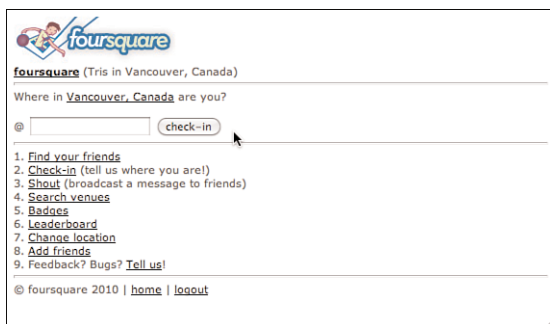 foursquare
foursquare (Tris in Vancouver, Canada)
Where in Vancouver, Canada are you?
@ check-in
1. Find your friends
2. Check-in (tell us where you are!)
3. Shout (broadcast a message to friends)
4. Search venues
5. Badges
6. Leaderboard
7. Change location
8. Add friends
9. Feedback? Bugs? Tell us!
© foursquare 2010 | home | logout